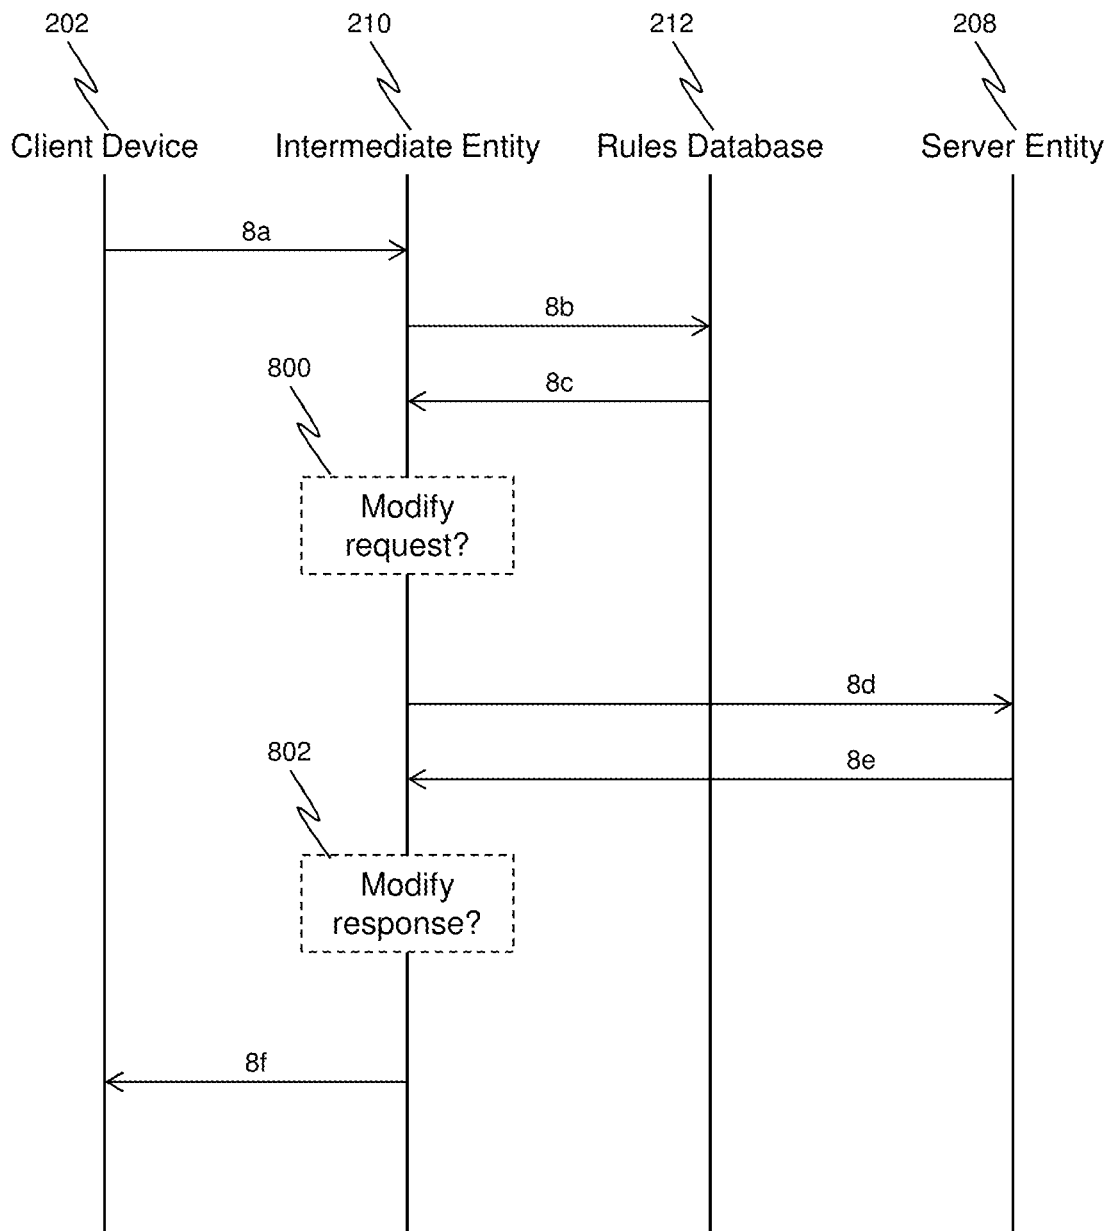 202
210
212
208
Client Device
Intermediate Entity
Rules Database
Server Entity
8a
8b
800
8c
Modify
request?
8d
802
8e
Modify
response?
8f